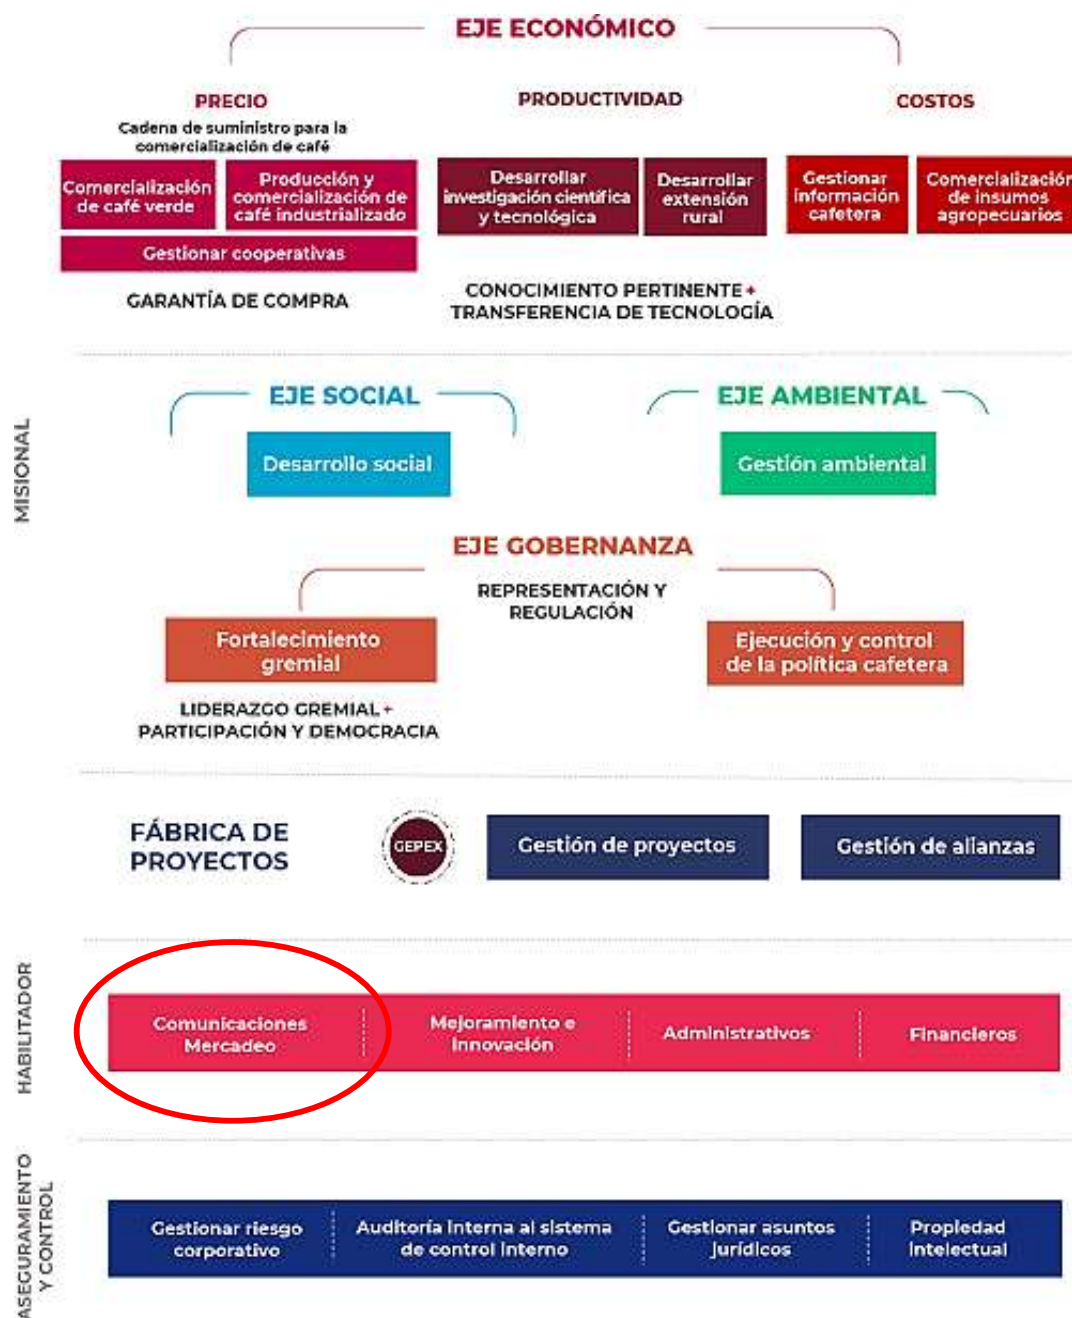 EJE ECONÓMICO
PRECIO
Cadena de suministro para la
comercialización de café
Comercialización
de café verde
Producción y
comercialización de
café industrializado
Gestionar cooperativas
GARANTÍA DE COMPRA
PRODUCTIVIDAD
Desarrollar
investigación científica
y tecnológica
Desarrollar
extensión
rural
CONOCIMIENTO PERTINENTE +
TRANSFERENCIA DE TECNOLOGÍA
COSTOS
Gestionar
información
cafetera
Comercialización
de insumos
agropecuarios
MISIONAL
EJE SOCIAL
Desarrollo social
EJE AMBIENTAL
Gestión ambiental
EJE GOBERNANZA
REPRESENTACIÓN Y
REGULACIÓN
Fortalecimiento
gremial
LIDERAZGO GREMIAL +
PARTICIPACIÓN Y DEMOCRACIA
Ejecución y control
de la política cafetera
FÁBRICA DE
PROYECTOS
GEPEX
Gestión de proyectos
Gestión de alianzas
HABILITADOR
Comunicaciones
Mercadeo
Mejoramiento e
innovación
Administrativos
Financieros
ASEGURAMIENTO
Y CONTROL
Gestionar riesgo
corporativo
Auditoría interna al sistema
de control interno
Gestionar asuntos
jurídicos
Propiedad
intelectual